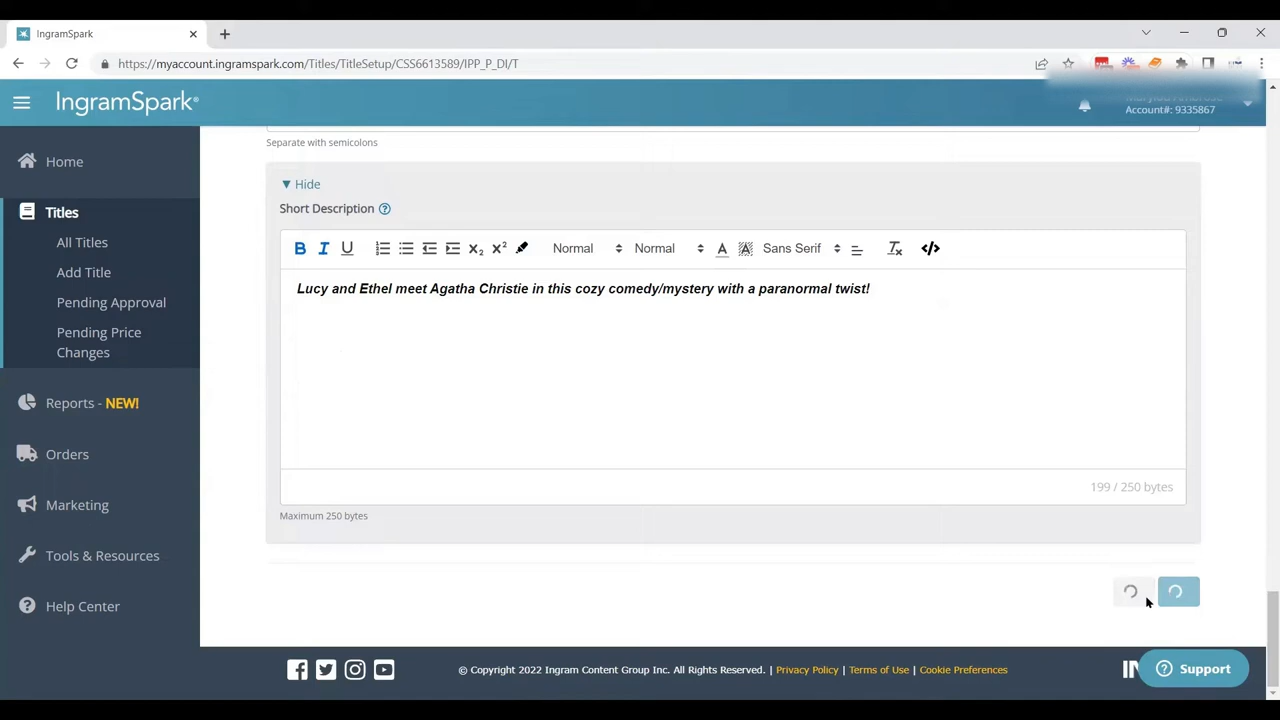 IngramSpark
https://myaccount.ingramspark.com/Titles/TitleSetup/CSS6613589/IPP_P_DI/T
IngramSpark®
Account#: 9335867
Home
Titles
All Titles
Add Title
Pending Approval
Pending Price
Changes
Reports - NEW!
Orders
Marketing
Tools & Resources
Help Center
Separate with semicolons
▼ Hide
Short Description ?
B I U X₂ X² Normal Normal A A Sans Serif Tx </>
Lucy and Ethel meet Agatha Christie in this cozy comedy/mystery with a paranormal twist!
199 / 250 bytes
Maximum 250 bytes
© Copyright 2022 Ingram Content Group Inc. All Rights Reserved. | Privacy Policy | Terms of Use | Cookie Preferences
? Support